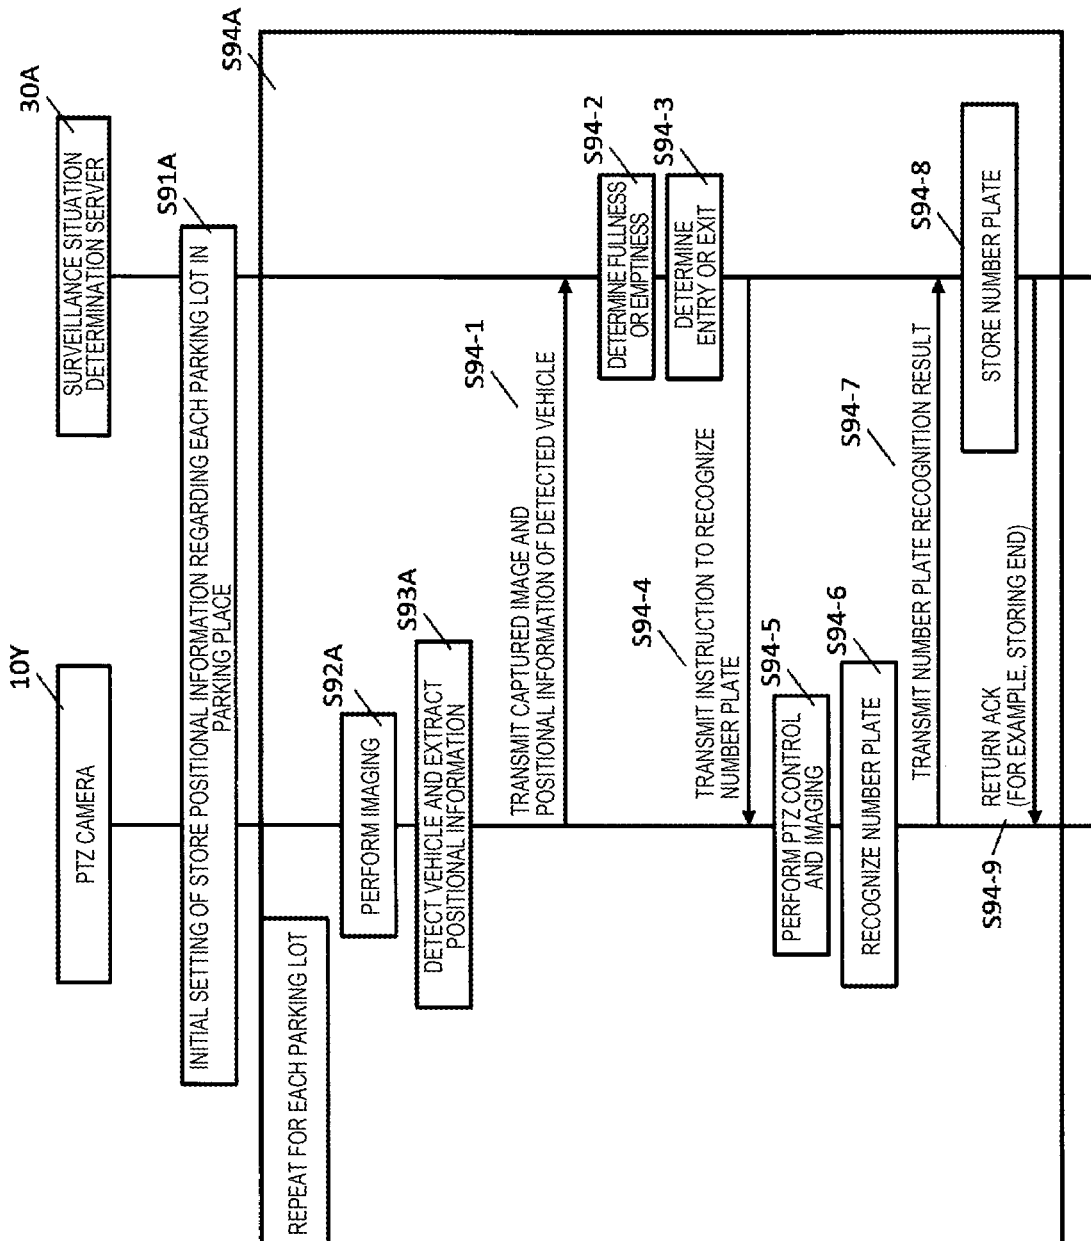 10Y
PTZ CAMERA
30A
SURVEILLANCE SITUATION
DETERMINATION SERVER
S91A
INITIAL SETTING OF STORE POSITIONAL INFORMATION REGARDING EACH PARKING LOT IN
PARKING PLACE
S94A
REPEAT FOR EACH PARKING LOT
S92A
PERFORM IMAGING
S93A
DETECT VEHICLE AND EXTRACT
POSITIONAL INFORMATION
S94-1
TRANSMIT CAPTURED IMAGE AND
POSITIONAL INFORMATION OF DETECTED VEHICLE
S94-2
DETERMINE FULLNESS
OR EMPTINESS
S94-3
DETERMINE
ENTRY OR EXIT
S94-4
TRANSMIT INSTRUCTION TO RECOGNIZE
NUMBER PLATE
S94-5
PERFORM PTZ CONTROL
AND IMAGING
S94-6
RECOGNIZE NUMBER PLATE
S94-7
TRANSMIT NUMBER PLATE RECOGNITION RESULT
S94-8
STORE NUMBER PLATE
S94-9
RETURN ACK
(FOR EXAMPLE, STORING END)